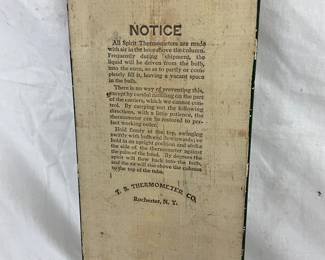 NOTICE
All Spirit Thermometers are made
with air in the bore above the column.
Frequently during shipment, the
liquid will be driven from the bulb,
into the bore, so as to partly or com-
pletely fill it, leaving a vacant space
in the bulb.
There is no way of preventing this,
except by careful handling on the part
of the carriers, which we cannot con-
trol. By carrying out the following
directions, with a little patience, the
thermometer can be restored to per-
fect working order:
Hold firmly at the top, swinging
swiftly with bulb end downwards; or
hold in an upright position and strike
the side of the thermometer against
the palm of the hand. By degrees the
spirit will flow back into the bulb,
and the air will rise above the column
to the top of the tube.
T. B. THERMOMETER CO.
Rochester, N. Y.